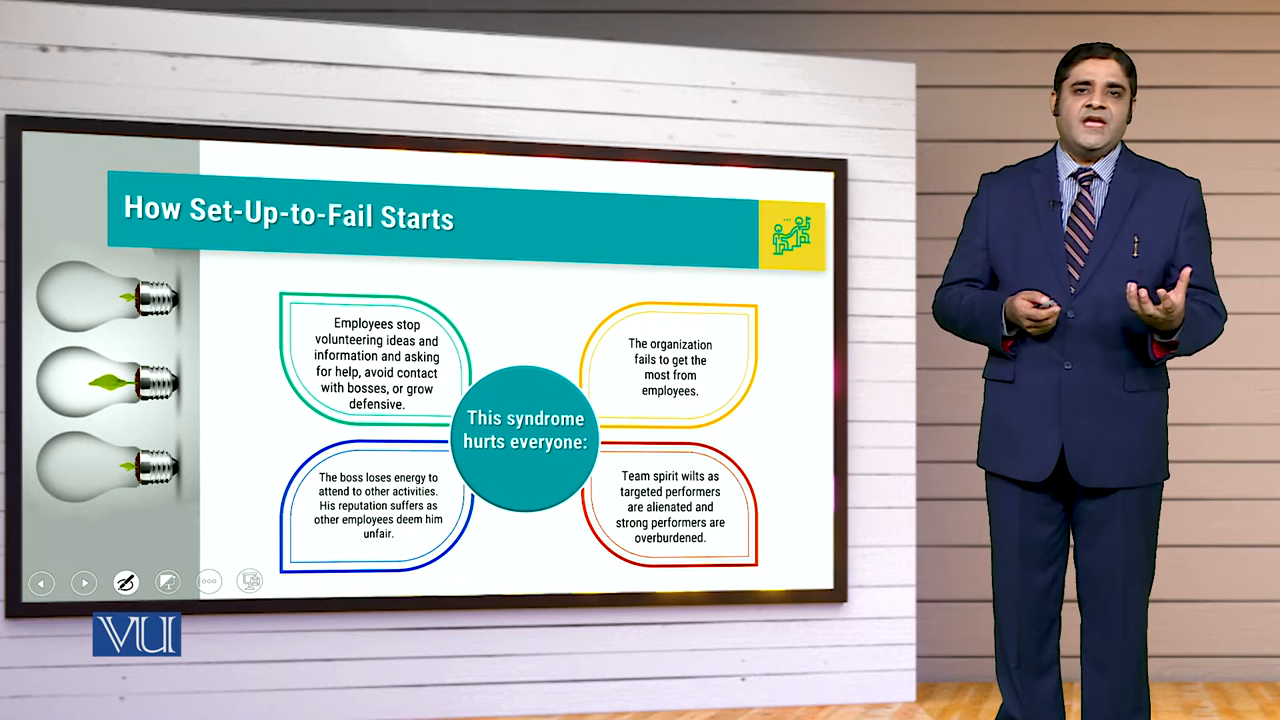 How Set-Up-to-Fail Starts
Employees stop
volunteering ideas and
information and asking
for help, avoid contact
with bosses, or grow
defensive.
The organization
fails to get the
most from
employees.
This syndrome
hurts everyone:
The boss loses energy to
attend to other activities.
His reputation suffers as
other employees deem him
unfair.
Team spirit wilts as
targeted performers
are alienated and
strong performers are
overburdened.
VU